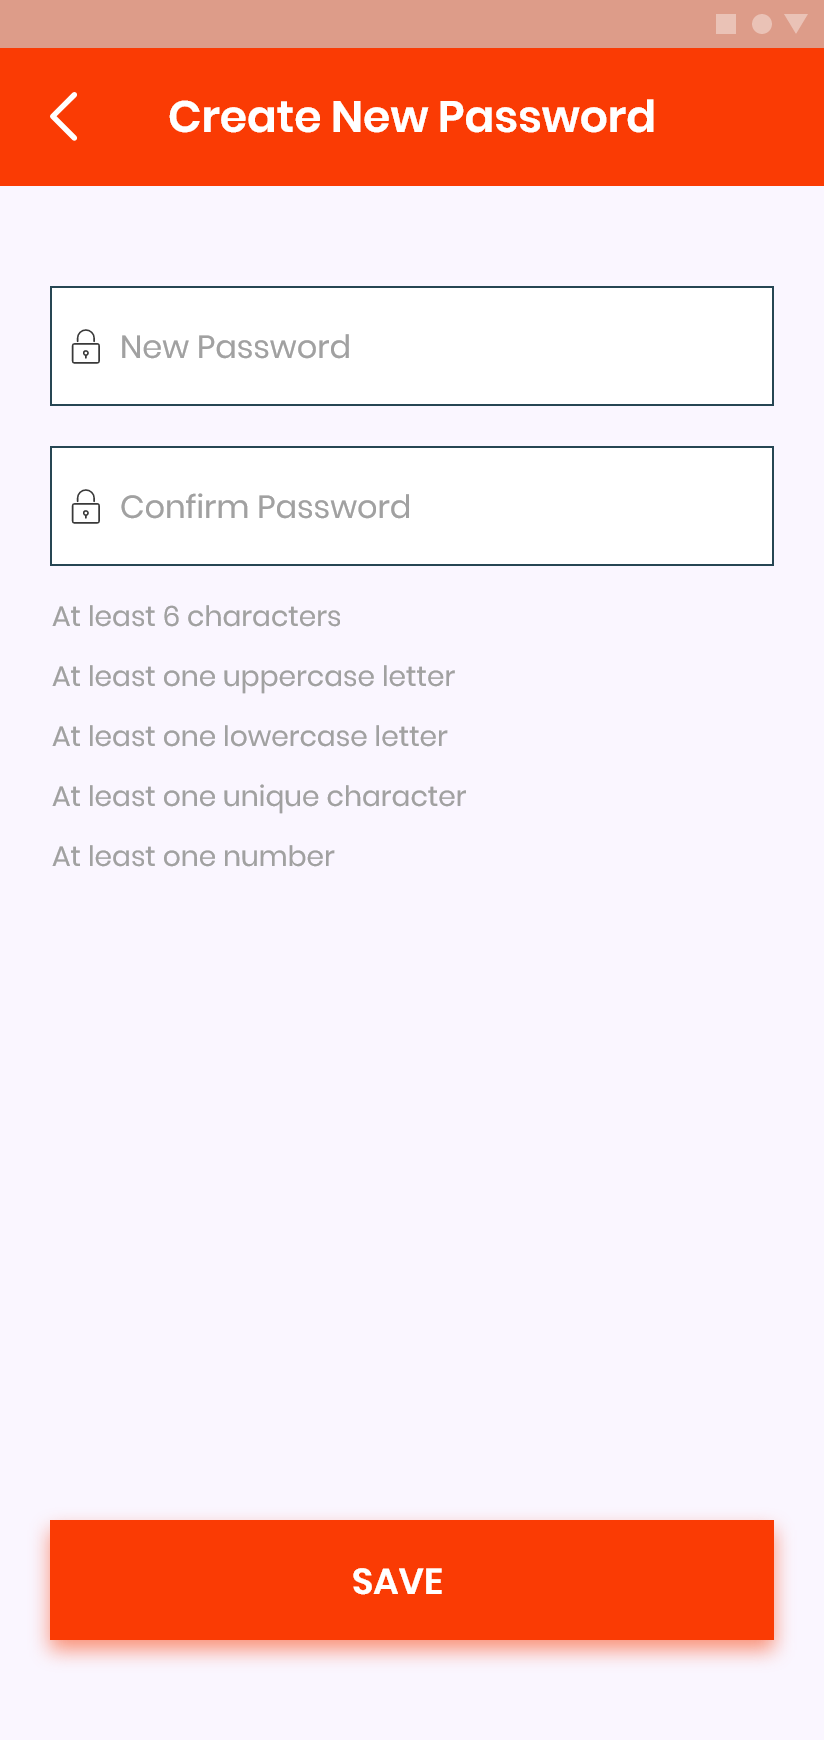 Create New Password
New Password
Confirm Password
At least 6 characters
At least one uppercase letter
At least one lowercase letter
At least one unique character
At least one number
SAVE